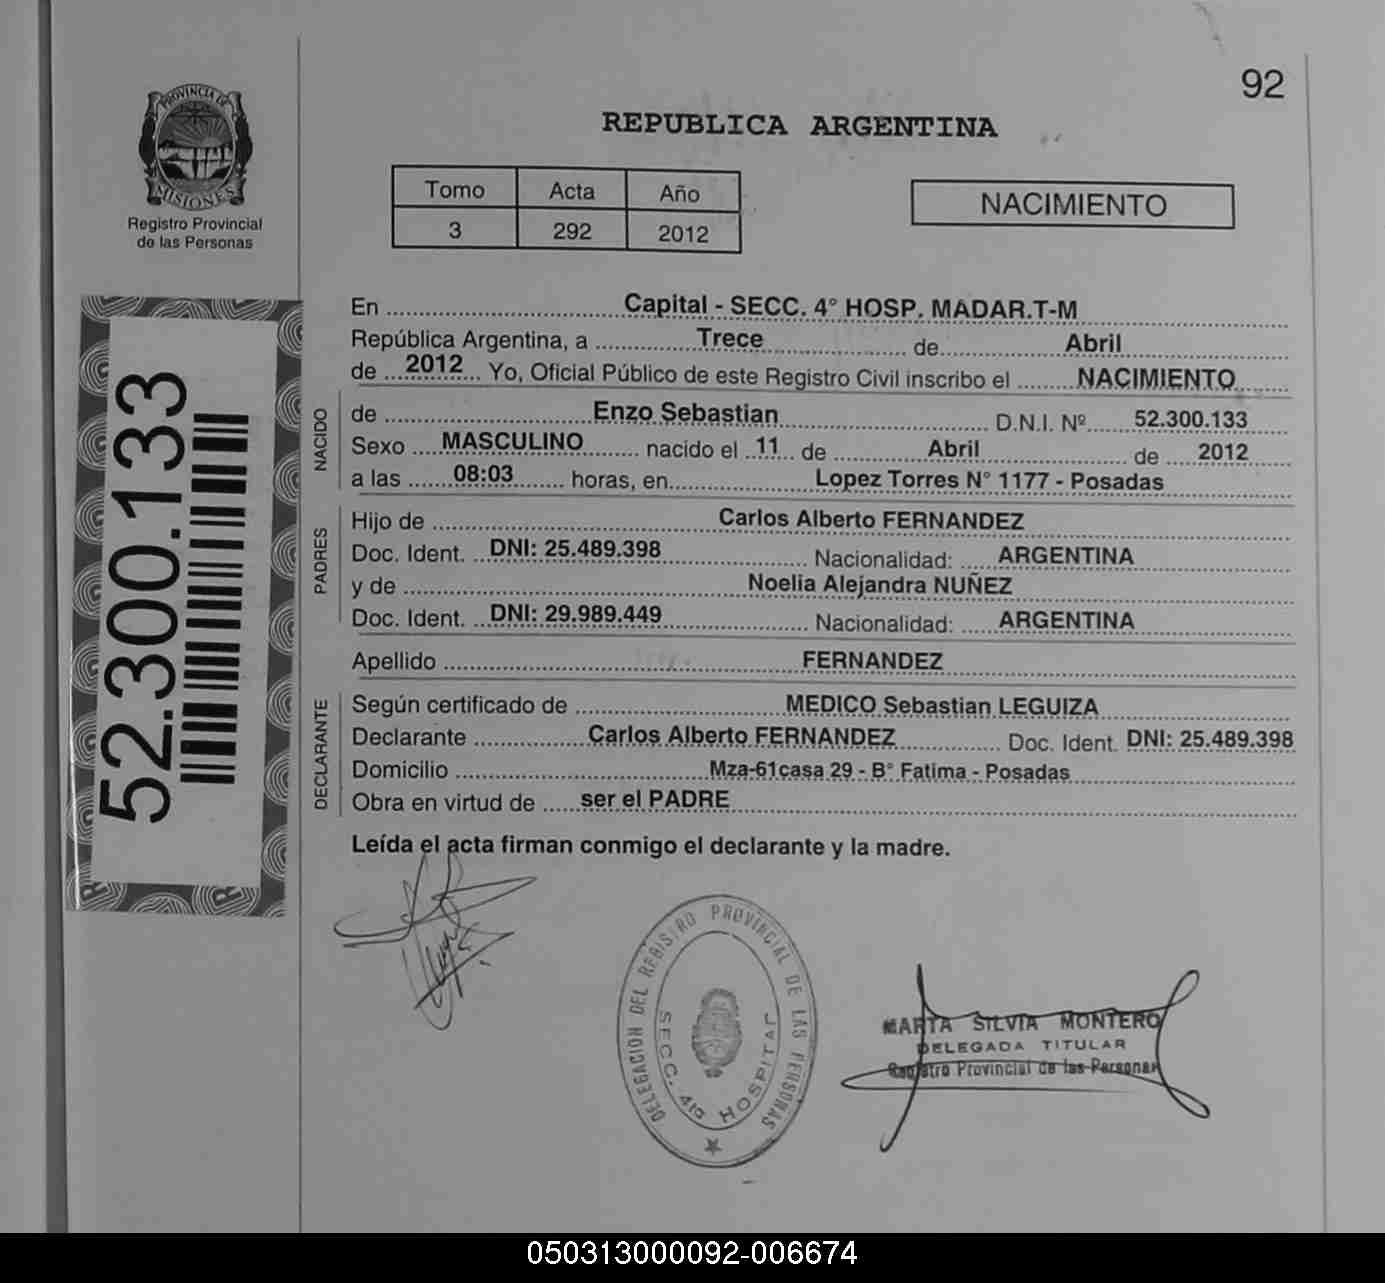 92
PROVINCIA DE
MISIONES
Registro Provincial
de las Personas
REPUBLICA ARGENTINA
Tomo Acta Año
3 292 2012
NACIMIENTO
52.300.133
En Capital - SECC. 4° HOSP. MADAR.T-M
República Argentina, a Trece de Abril
de 2012 Yo, Oficial Público de este Registro Civil inscribo el NACIMIENTO
NACIDO
de Enzo Sebastian D.N.I. Nº 52.300.133
Sexo MASCULINO nacido el 11 de Abril de 2012
a las 08:03 horas, en Lopez Torres N° 1177 - Posadas
PADRES
Hijo de Carlos Alberto FERNANDEZ
Doc. Ident. DNI: 25.489.398 Nacionalidad: ARGENTINA
y de Noelia Alejandra NUÑEZ
Doc. Ident. DNI: 29.989.449 Nacionalidad: ARGENTINA
Apellido FERNANDEZ
DECLARANTE
Según certificado de MEDICO Sebastian LEGUIZA
Declarante Carlos Alberto FERNANDEZ Doc. Ident. DNI: 25.489.398
Domicilio Mza-61casa 29 - B° Fatima - Posadas
Obra en virtud de ser el PADRE
Leída el acta firman conmigo el declarante y la madre.
DELEGACION DEL REGISTRO PROVINCIAL DE LAS PERSONAS
SECC. 4ta HOSPITAL
MARTA SILVIA MONTERO
DELEGADA TITULAR
Registro Provincial de las Personas
050313000092-006674